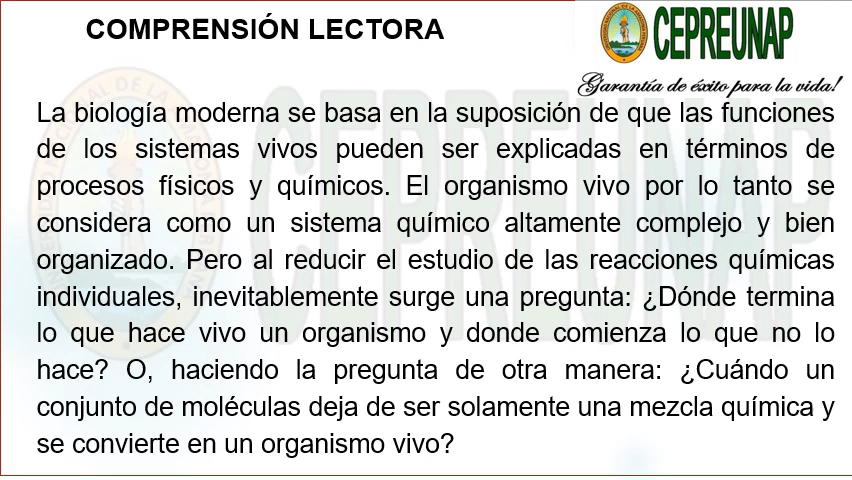 COMPRENSIÓN LECTORA
CEPREUNAP
Garantía de éxito para la vida!
La biología moderna se basa en la suposición de que las funciones
de los sistemas vivos pueden ser explicadas en términos de
procesos físicos y químicos. El organismo vivo por lo tanto se
considera como un sistema químico altamente complejo y bien
organizado. Pero al reducir el estudio de las reacciones químicas
individuales, inevitablemente surge una pregunta: ¿Dónde termina
lo que hace vivo un organismo y donde comienza lo que no lo
hace? O, haciendo la pregunta de otra manera: ¿Cuándo un
conjunto de moléculas deja de ser solamente una mezcla química y
se convierte en un organismo vivo?